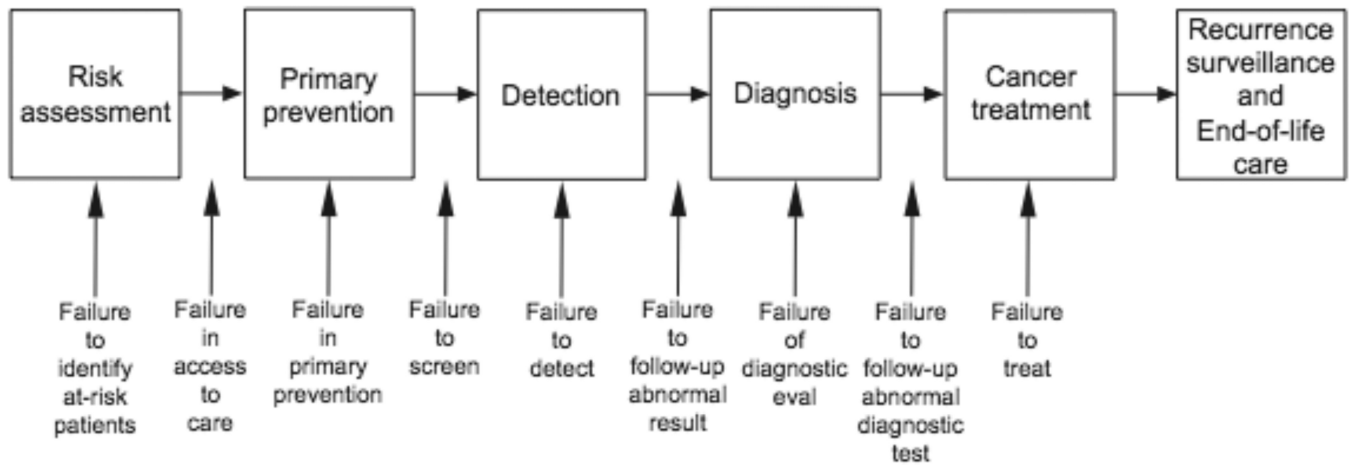 Risk
assessment
Primary
prevention
Detection
Diagnosis
Cancer
treatment
Recurrence
surveillance
and
End-of-life
care
Failure
to
identify
at-risk
patients
Failure
in
access
to
care
Failure
in
primary
prevention
Failure
to
screen
Failure
to
detect
Failure
to
follow-up
abnormal
result
Failure
of
diagnostic
eval
Failure
to
follow-up
abnormal
diagnostic
test
Failure
to
treat